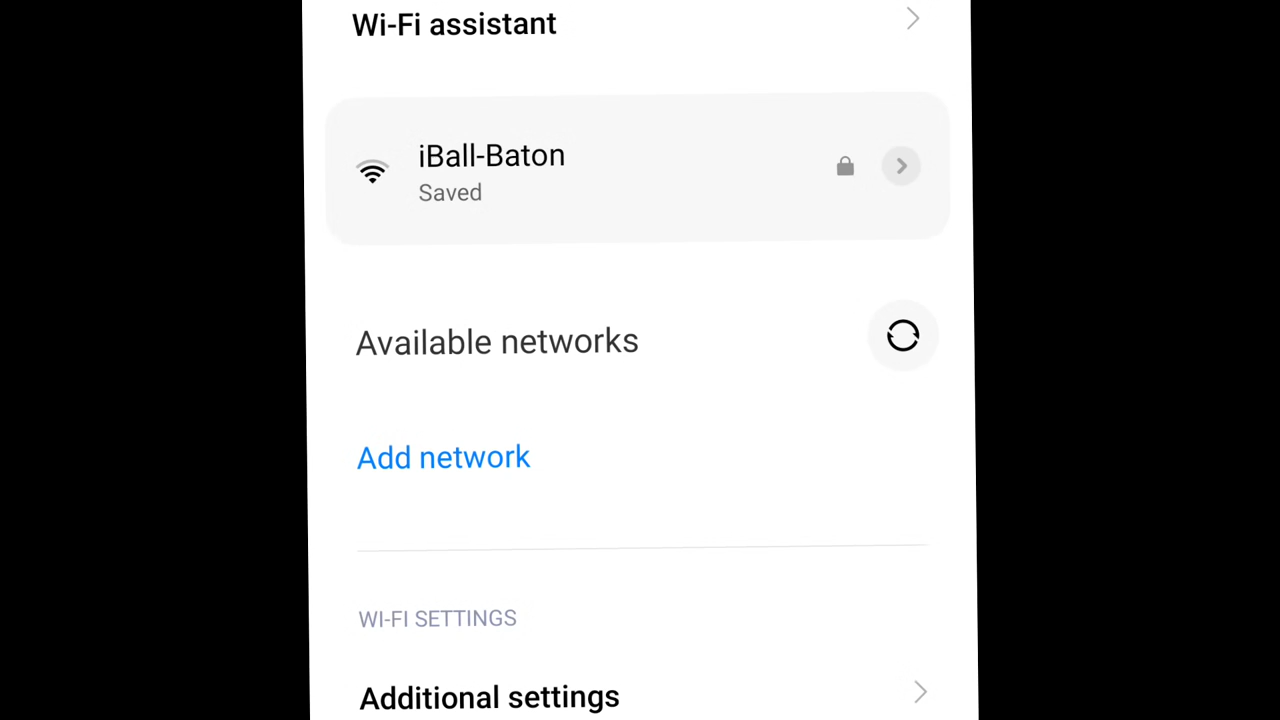 Wi-Fi assistant
iBall-Baton
Saved
Available networks
Add network
WI-FI SETTINGS
Additional settings